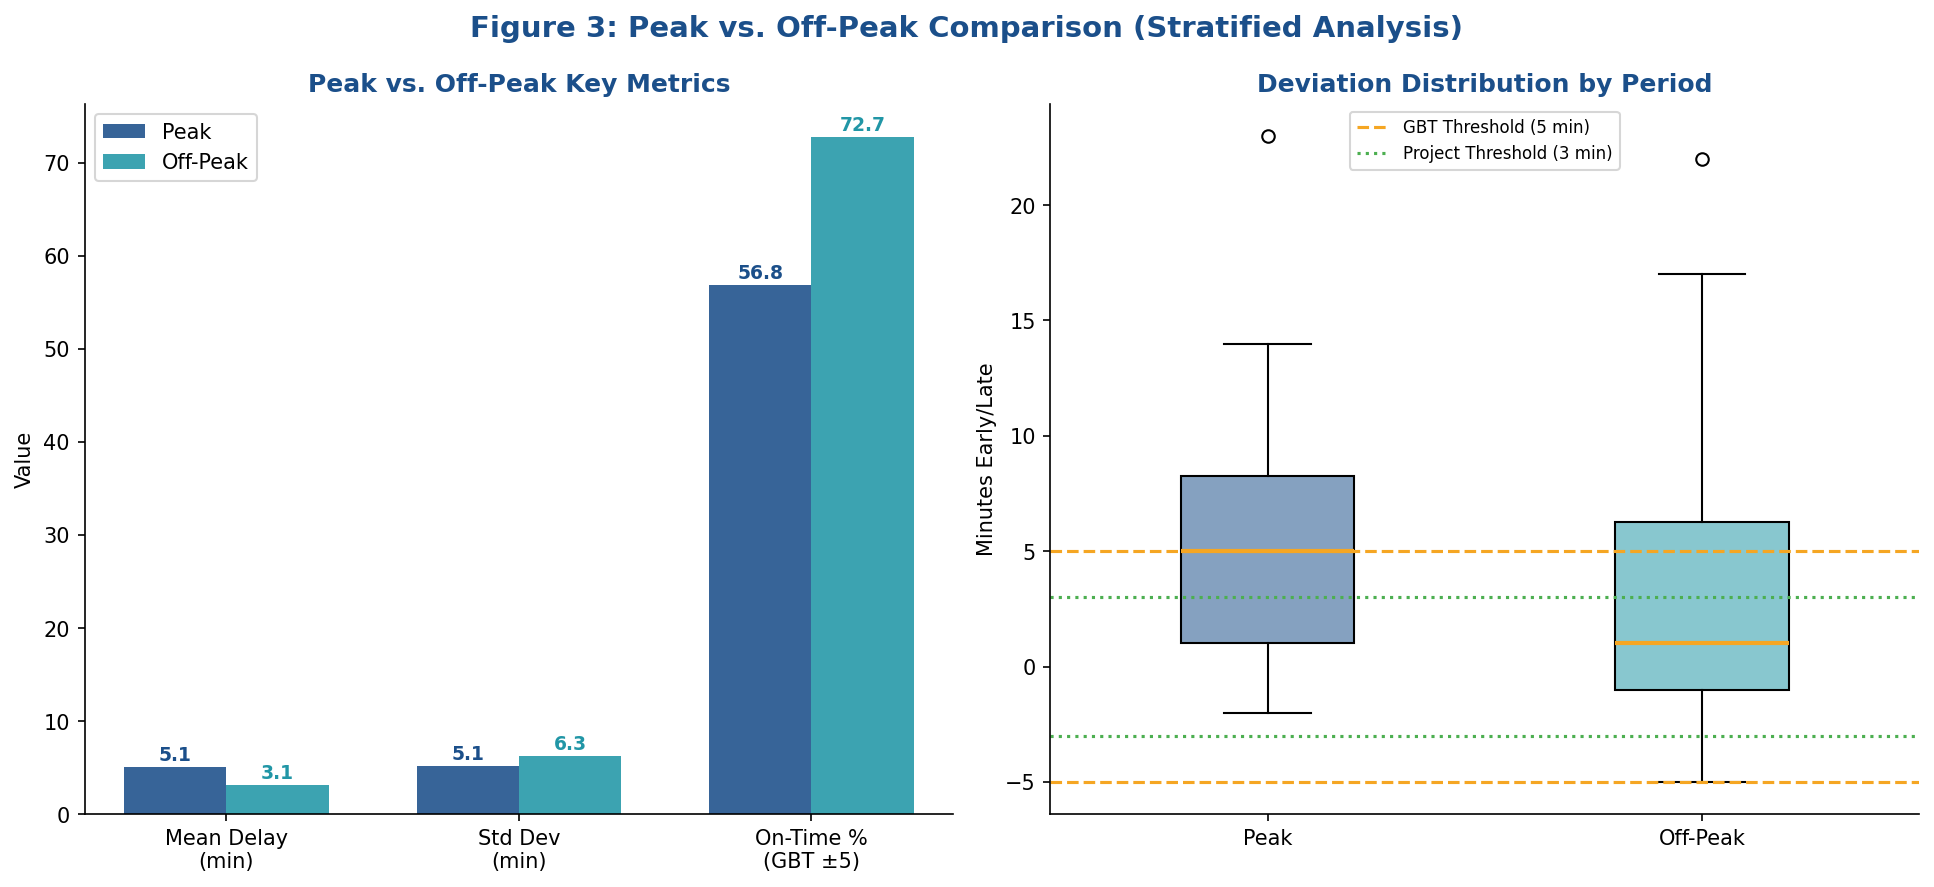 Figure 3: Peak vs. Off-Peak Comparison (Stratified Analysis)
Peak vs. Off-Peak Key Metrics
Peak
Off-Peak
Value
70
60
50
40
30
20
10
0
5.1
3.1
5.1
6.3
56.8
72.7
Mean Delay
(min)
Std Dev
(min)
On-Time %
(GBT ±5)
Deviation Distribution by Period
GBT Threshold (5 min)
Project Threshold (3 min)
Minutes Early/Late
20
15
10
5
0
−5
Peak
Off-Peak